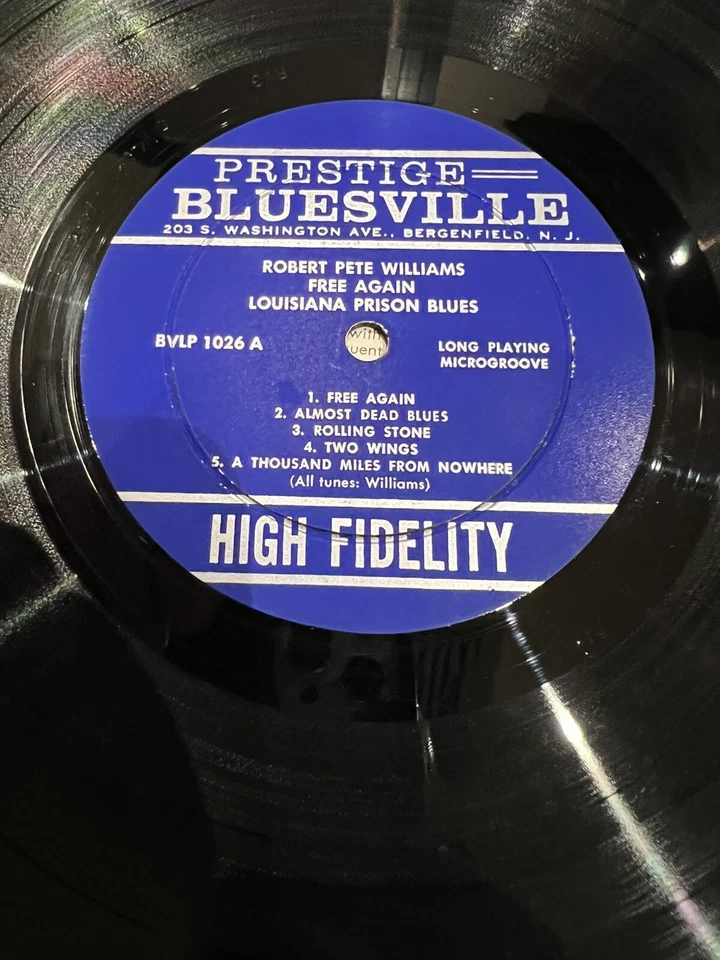 PRESTIGE
BLUESVILLE
203 S. WASHINGTON AVE., BERGENFIELD, N. J.
ROBERT PETE WILLIAMS
FREE AGAIN
LOUISIANA PRISON BLUES
BVLP 1026 A
with
uent
LONG PLAYING
MICROGROOVE
1. FREE AGAIN
2. ALMOST DEAD BLUES
3. ROLLING STONE
4. TWO WINGS
5. A THOUSAND MILES FROM NOWHERE
(All tunes: Williams)
HIGH FIDELITY